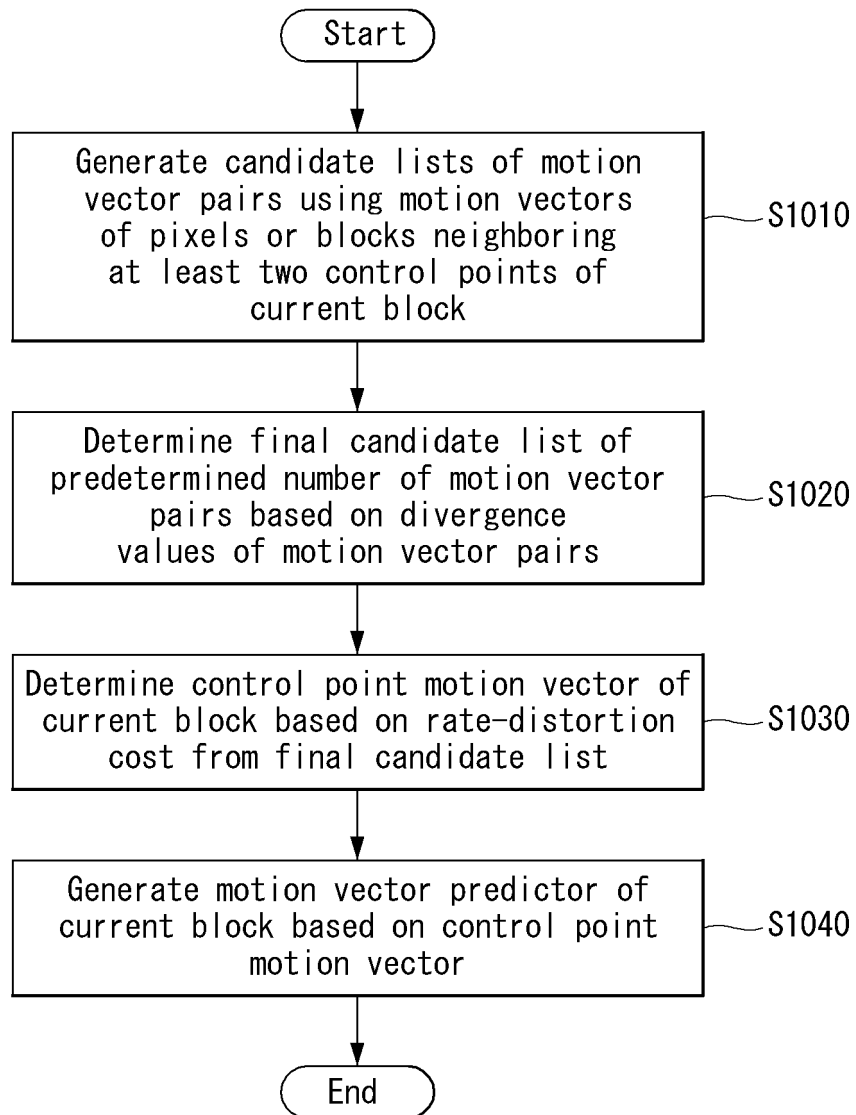 Start
Generate candidate lists of motion
vector pairs using motion vectors
of pixels or blocks neighboring
at least two control points of
current block
S1010
Determine final candidate list of
predetermined number of motion vector
pairs based on divergence
values of motion vector pairs
S1020
Determine control point motion vector of
current block based on rate-distortion
cost from final candidate list
S1030
Generate motion vector predictor of
current block based on control point
motion vector
S1040
End